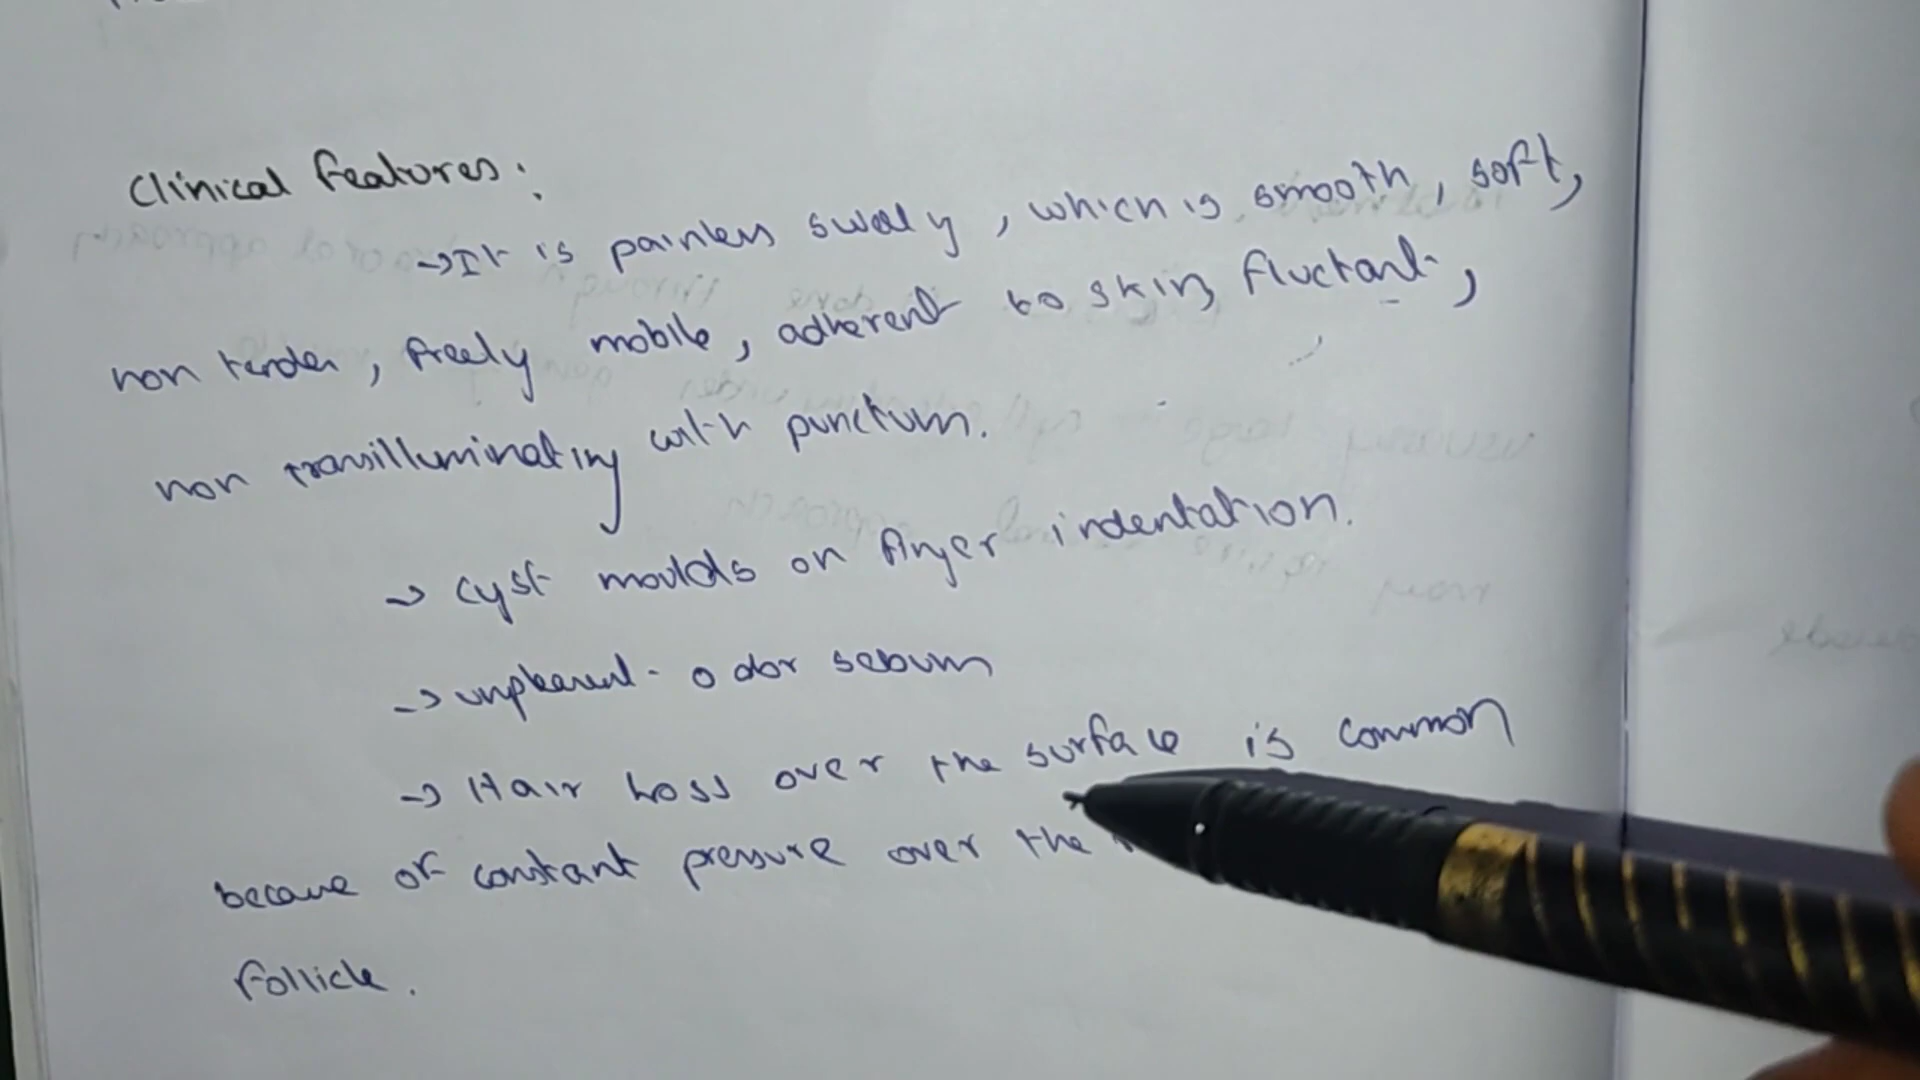 Clinical features:
→ It is painless swelly, which is smooth, soft,
non tender, freely mobile, adherent to skin, fluctant,
non transilluminating with punctum.
→ cyst moulds on finger indentation.
→ unpleasent odor sebum
→ Hair loss over the surface is common
because of constant pressure over the
follicle.